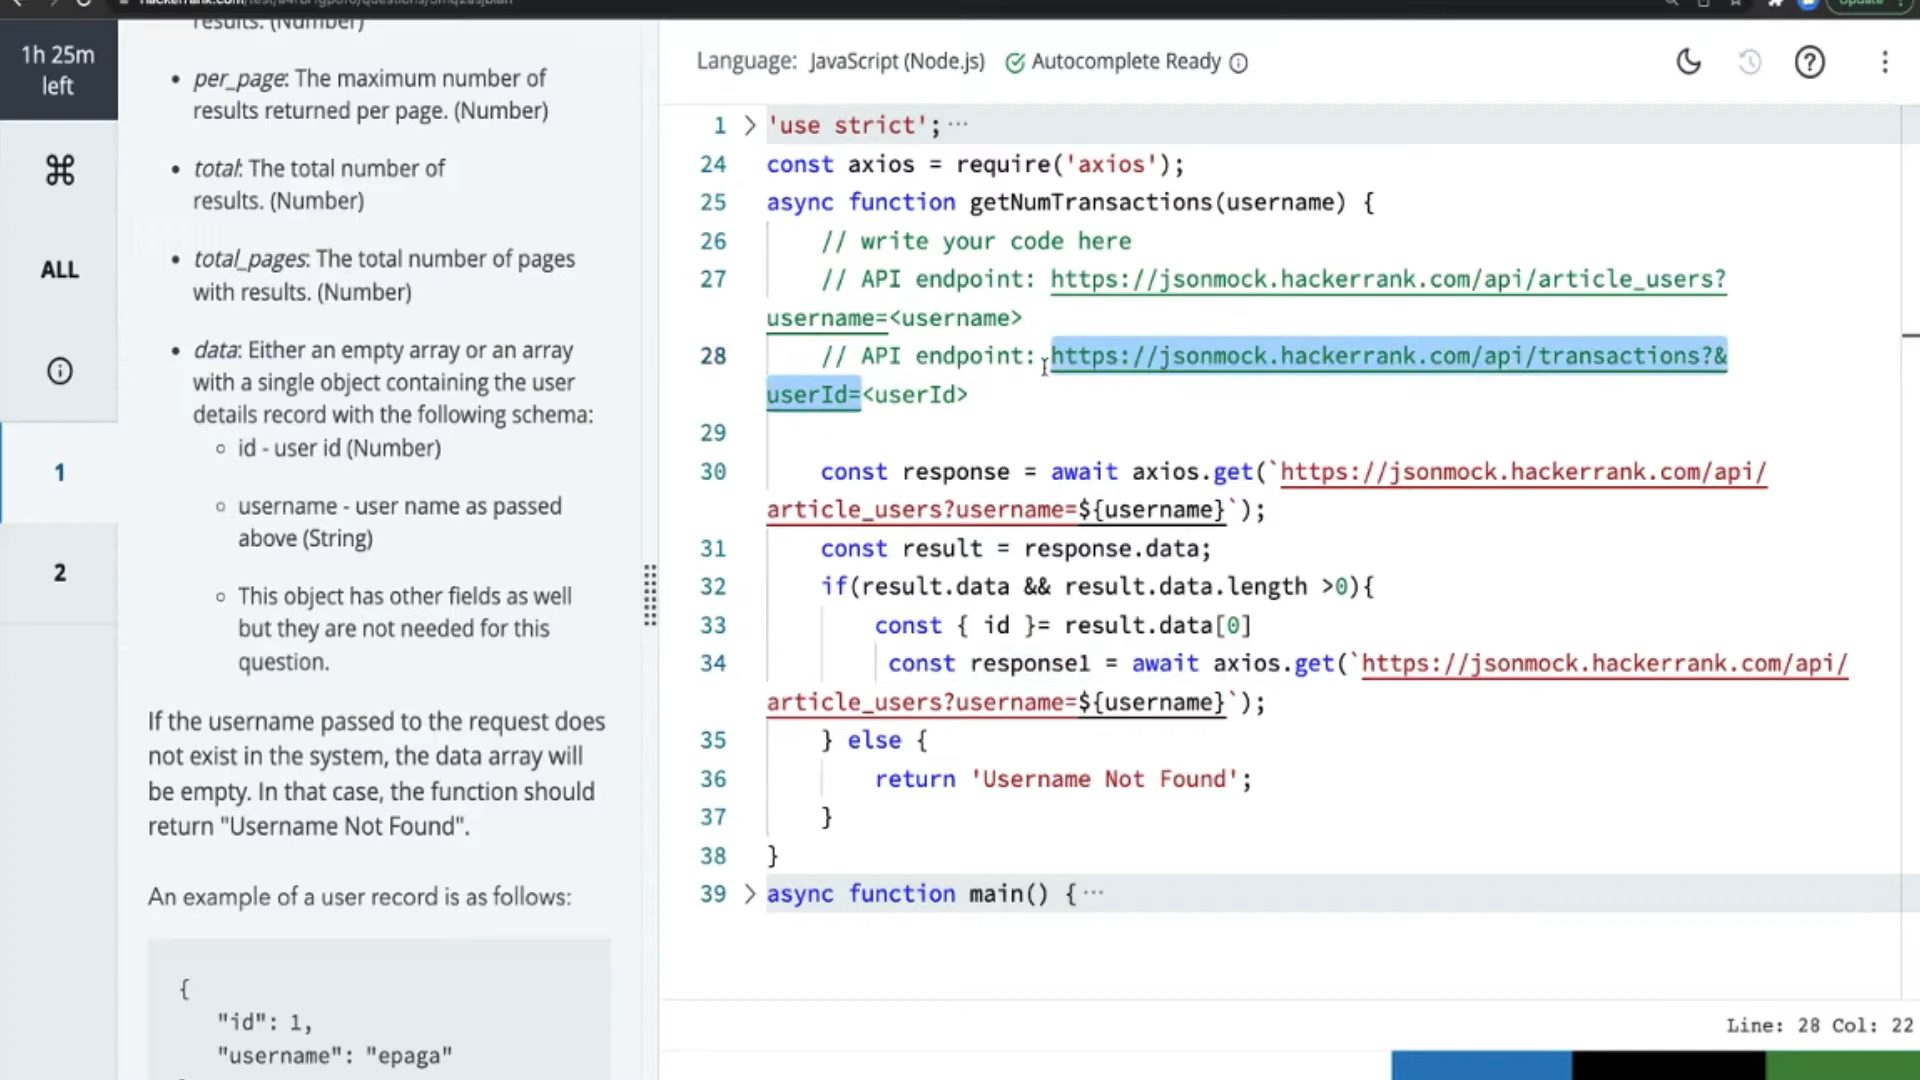 Update
1h 25m
left
ALL
1
2
results. (Number)
• per_page: The maximum number of
results returned per page. (Number)
• total: The total number of
results. (Number)
• total_pages: The total number of pages
with results. (Number)
• data: Either an empty array or an array
with a single object containing the user
details record with the following schema:
○ id - user id (Number)
○ username - user name as passed
above (String)
○ This object has other fields as well
but they are not needed for this
question.
If the username passed to the request does
not exist in the system, the data array will
be empty. In that case, the function should
return "Username Not Found".
An example of a user record is as follows:
{
"id": 1,
"username": "epaga"
Language: JavaScript (Node.js) Autocomplete Ready
1 'use strict'; ···
24 const axios = require('axios');
25 async function getNumTransactions(username) {
26 // write your code here
27 // API endpoint: https://jsonmock.hackerrank.com/api/article_users?
username=<username>
28 // API endpoint: https://jsonmock.hackerrank.com/api/transactions?&
userId=<userId>
29
30 const response = await axios.get(`https://jsonmock.hackerrank.com/api/
article_users?username=${username}`);
31 const result = response.data;
32 if(result.data && result.data.length >0){
33 const { id }= result.data[0]
34 const response1 = await axios.get(`https://jsonmock.hackerrank.com/api/
article_users?username=${username}`);
35 } else {
36 return 'Username Not Found';
37 }
38 }
39 async function main() { ···
Line: 28 Col: 22